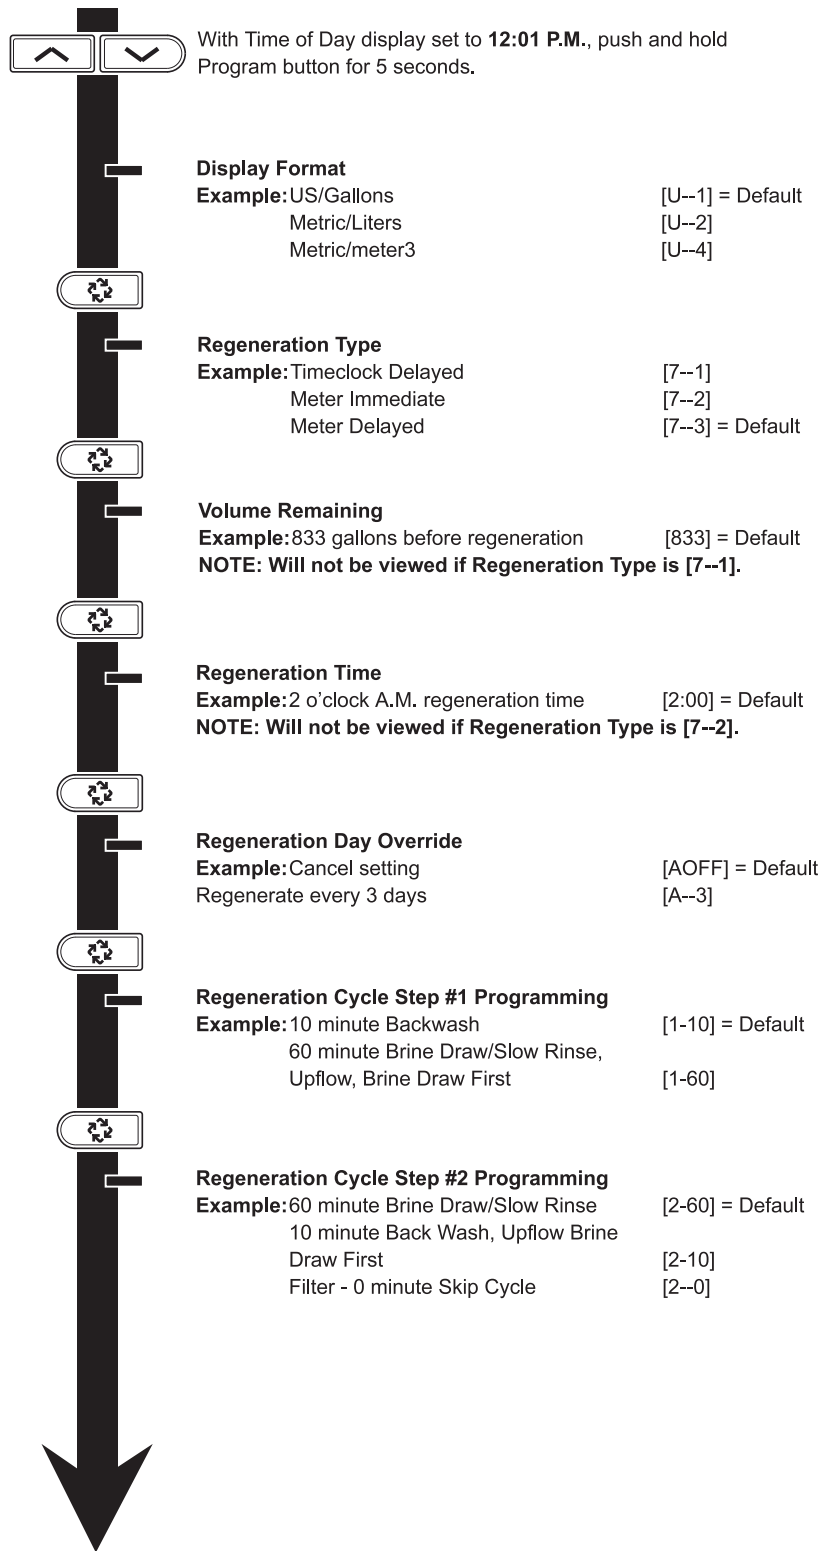 With Time of Day display set to 12:01 P.M., push and hold
Program button for 5 seconds.
Display Format
Example: US/Gallons [U--1] = Default
Metric/Liters [U--2]
Metric/meter3 [U--4]
Regeneration Type
Example: Timeclock Delayed [7--1]
Meter Immediate [7--2]
Meter Delayed [7--3] = Default
Volume Remaining
Example: 833 gallons before regeneration [833] = Default
NOTE: Will not be viewed if Regeneration Type is [7--1].
Regeneration Time
Example: 2 o’clock A.M. regeneration time [2:00] = Default
NOTE: Will not be viewed if Regeneration Type is [7--2].
Regeneration Day Override
Example: Cancel setting [AOFF] = Default
Regenerate every 3 days [A--3]
Regeneration Cycle Step #1 Programming
Example: 10 minute Backwash [1-10] = Default
60 minute Brine Draw/Slow Rinse,
Upflow, Brine Draw First [1-60]
Regeneration Cycle Step #2 Programming
Example: 60 minute Brine Draw/Slow Rinse [2-60] = Default
10 minute Back Wash, Upflow Brine
Draw First [2-10]
Filter - 0 minute Skip Cycle [2--0]